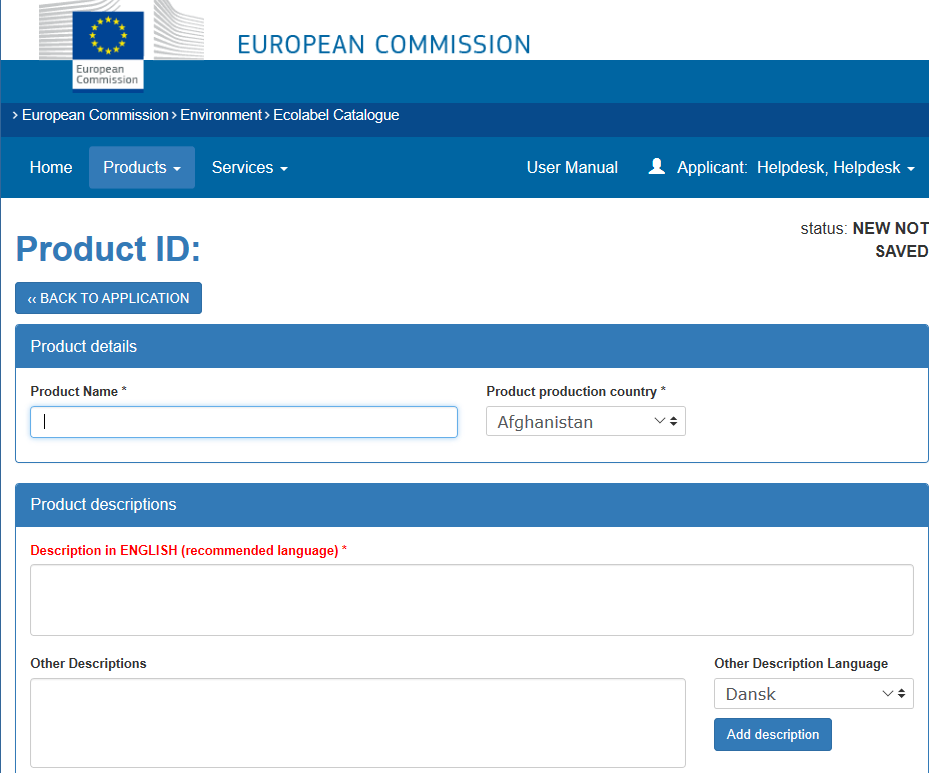 European
Commission
EUROPEAN COMMISSION
› European Commission › Environment › Ecolabel Catalogue
Home Products Services User Manual Applicant: Helpdesk, Helpdesk
status: NEW NOT
SAVED
Product ID:
‹‹ BACK TO APPLICATION
Product details
Product Name * Product production country *
Afghanistan
Product descriptions
Description in ENGLISH (recommended language) *
Other Descriptions Other Description Language
Dansk
Add description